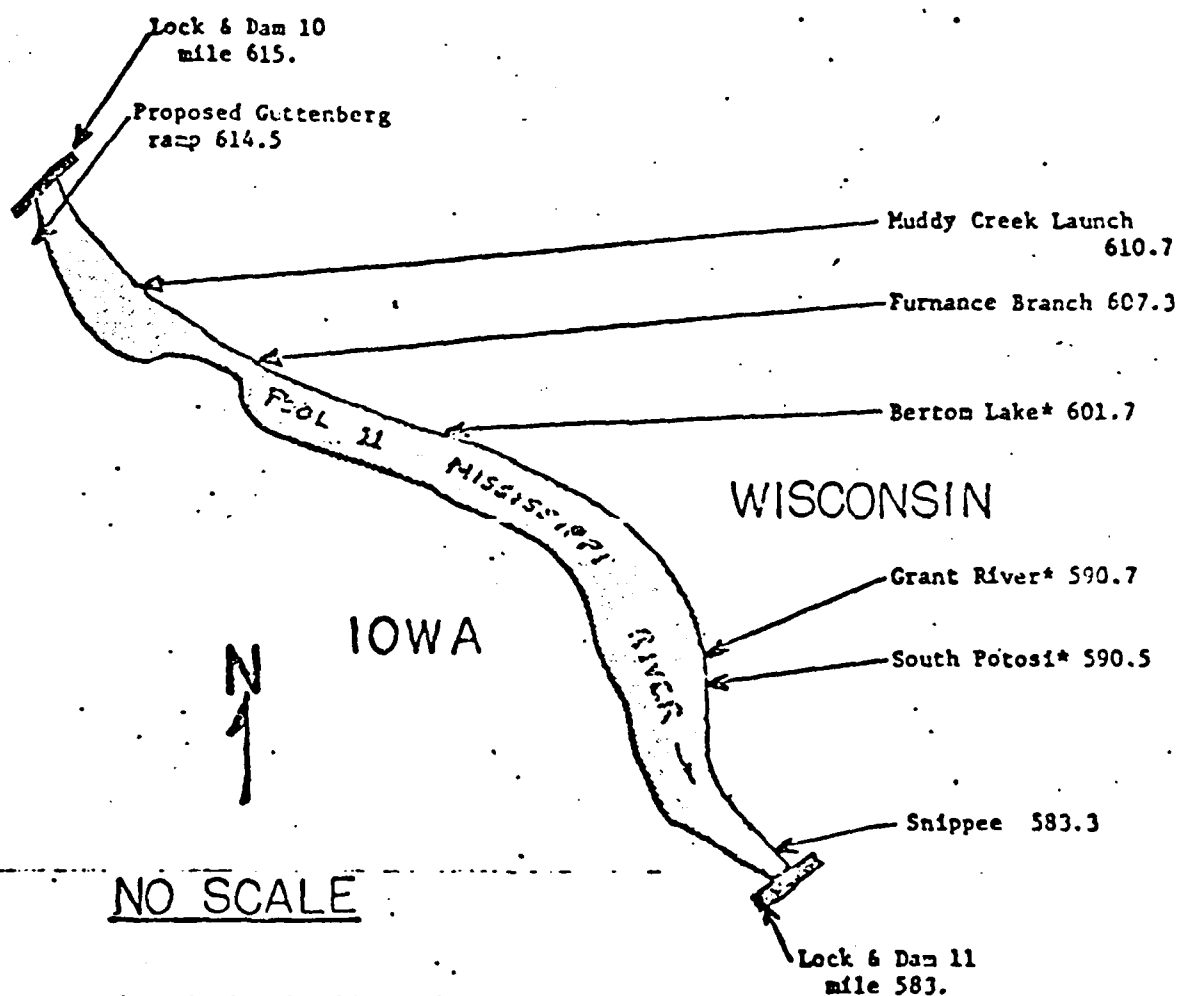 Lock & Dam 10
mile 615.
Proposed Guttenberg
ramp 614.5
Muddy Creek Launch
610.7
Furnance Branch 607.3
Bertom Lake* 601.7
POOL 11
MISSISSIPPI
RIVER
WISCONSIN
IOWA
Grant River* 590.7
South Potosi* 590.5
N
Snippee 583.3
NO SCALE
Lock & Dam 11
mile 583.